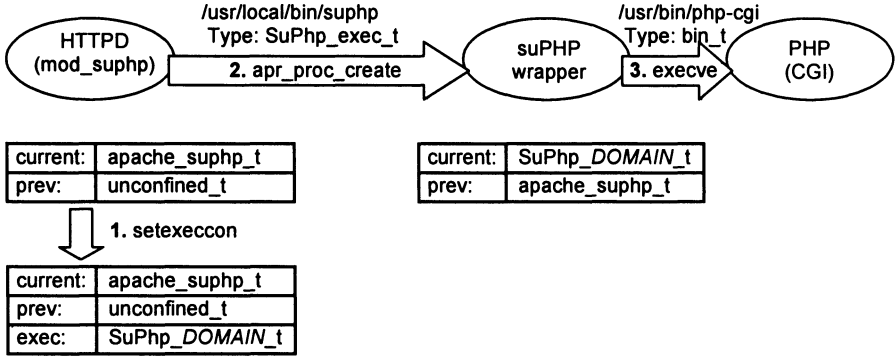 /usr/local/bin/suphp
Type: SuPhp_exec_t
/usr/bin/php-cgi
Type: bin_t
HTTPD
(mod_suphp)
2. apr_proc_create
suPHP
wrapper
3. execve
PHP
(CGI)
current: apache_suphp_t
prev: unconfined_t
current: SuPhp_DOMAIN_t
prev: apache_suphp_t
1. setexeccon
current: apache_suphp_t
prev: unconfined_t
exec: SuPhp_DOMAIN_t